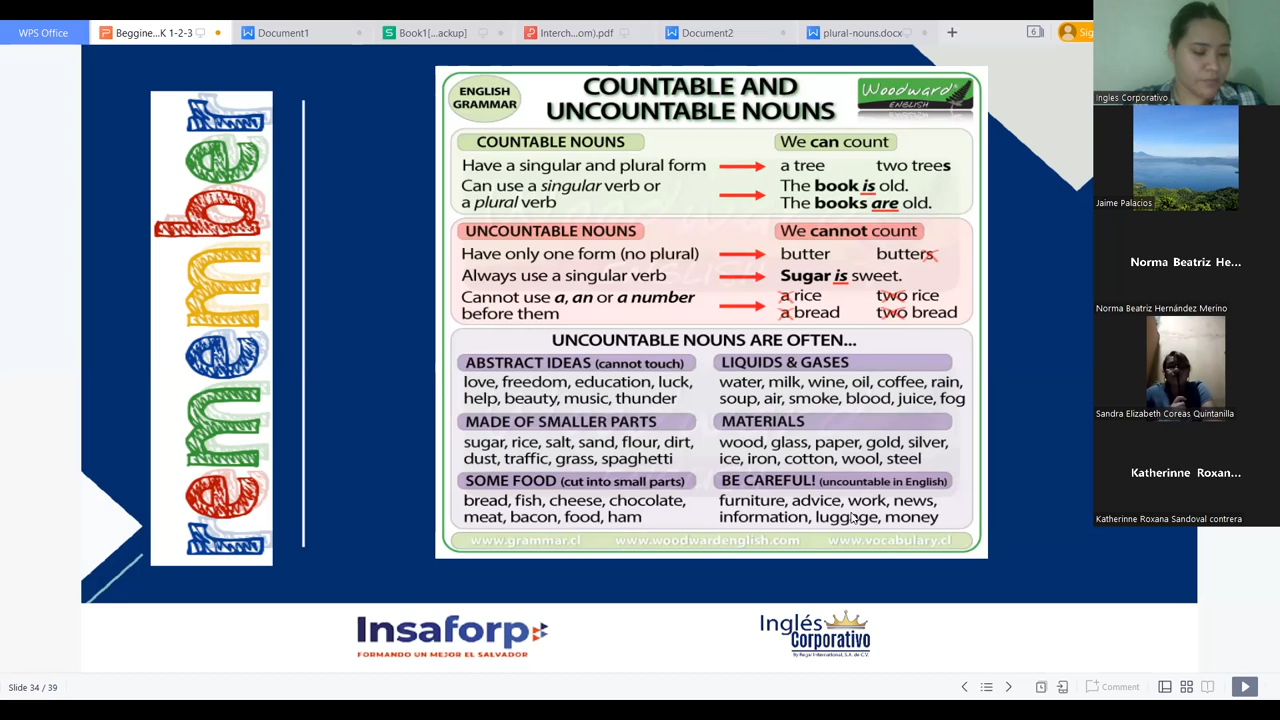 WPS Office
Beggine...K 1-2-3
Document1
Book1[...ackup]
Interch...om).pdf
Document2
plural-nouns.docx
6
Sig
Ingles Corporativo
Jaime Palacios
Norma Beatriz He...
Norma Beatriz Hernández Merino
Sandra Elizabeth Coreas Quintanilla
Katherinne Roxan...
Katherinne Roxana Sandoval contrera
remember
ENGLISH
GRAMMAR
COUNTABLE AND
UNCOUNTABLE NOUNS
Woodward
ENGLISH
COUNTABLE NOUNS
We can count
Have a singular and plural form
a tree two trees
Can use a singular verb or
a plural verb
The book is old.
The books are old.
UNCOUNTABLE NOUNS
We cannot count
Have only one form (no plural)
butter butters
Always use a singular verb
Sugar is sweet.
Cannot use a, an or a number
before them
a rice two rice
a bread two bread
UNCOUNTABLE NOUNS ARE OFTEN...
ABSTRACT IDEAS (cannot touch)
love, freedom, education, luck,
help, beauty, music, thunder
LIQUIDS & GASES
water, milk, wine, oil, coffee, rain,
soup, air, smoke, blood, juice, fog
MADE OF SMALLER PARTS
sugar, rice, salt, sand, flour, dirt,
dust, traffic, grass, spaghetti
MATERIALS
wood, glass, paper, gold, silver,
ice, iron, cotton, wool, steel
SOME FOOD (cut into small parts)
bread, fish, cheese, chocolate,
meat, bacon, food, ham
BE CAREFUL! (uncountable in English)
furniture, advice, work, news,
information, luggage, money
www.grammar.cl www.woodwardenglish.com www.vocabulary.cl
Insaforp
FORMANDO UN MEJOR EL SALVADOR
Inglés
Corporativo
by Regar International, S.A. de C.V.
Slide 34 / 39
Comment